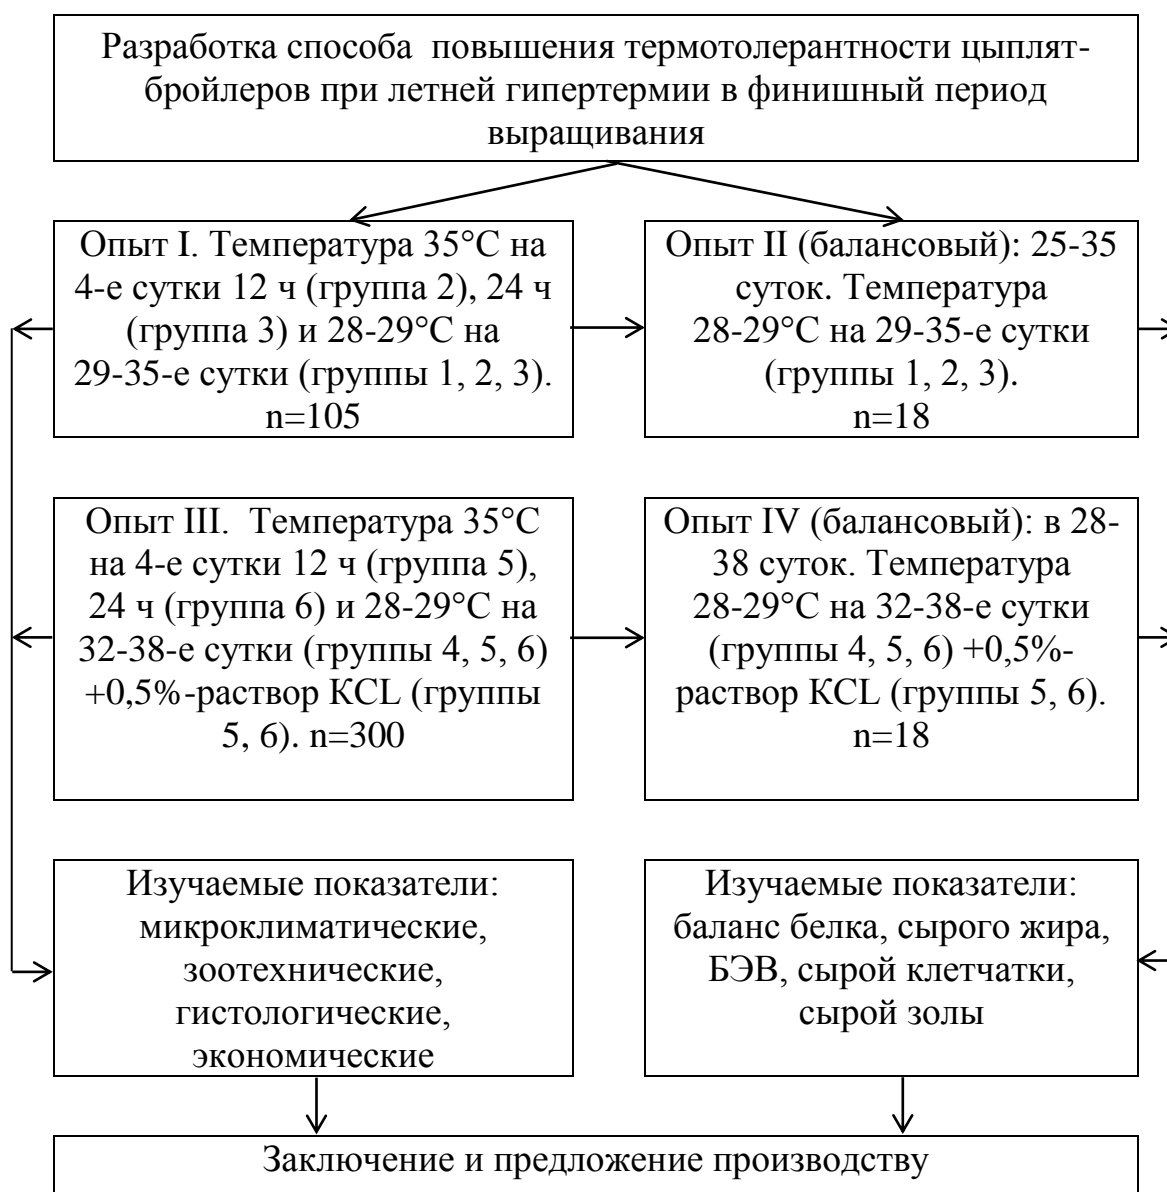 Разработка способа повышения термотолерантности цыплят-
бройлеров при летней гипертермии в финишный период
выращивания
Опыт I. Температура 35°С на
4-е сутки 12 ч (группа 2), 24 ч
(группа 3) и 28-29°С на
29-35-е сутки (группы 1, 2, 3).
n=105
Опыт II (балансовый): 25-35
суток. Температура
28-29°С на 29-35-е сутки
(группы 1, 2, 3).
n=18
Опыт III. Температура 35°С
на 4-е сутки 12 ч (группа 5),
24 ч (группа 6) и 28-29°С на
32-38-е сутки (группы 4, 5, 6)
+0,5%-раствор KCL (группы
5, 6). n=300
Опыт IV (балансовый): в 28-
38 суток. Температура
28-29°С на 32-38-е сутки
(группы 4, 5, 6) +0,5%-
раствор KCL (группы 5, 6).
n=18
Изучаемые показатели:
микроклиматические,
зоотехнические,
гистологические,
экономические
Изучаемые показатели:
баланс белка, сырого жира,
БЭВ, сырой клетчатки,
сырой золы
Заключение и предложение производству